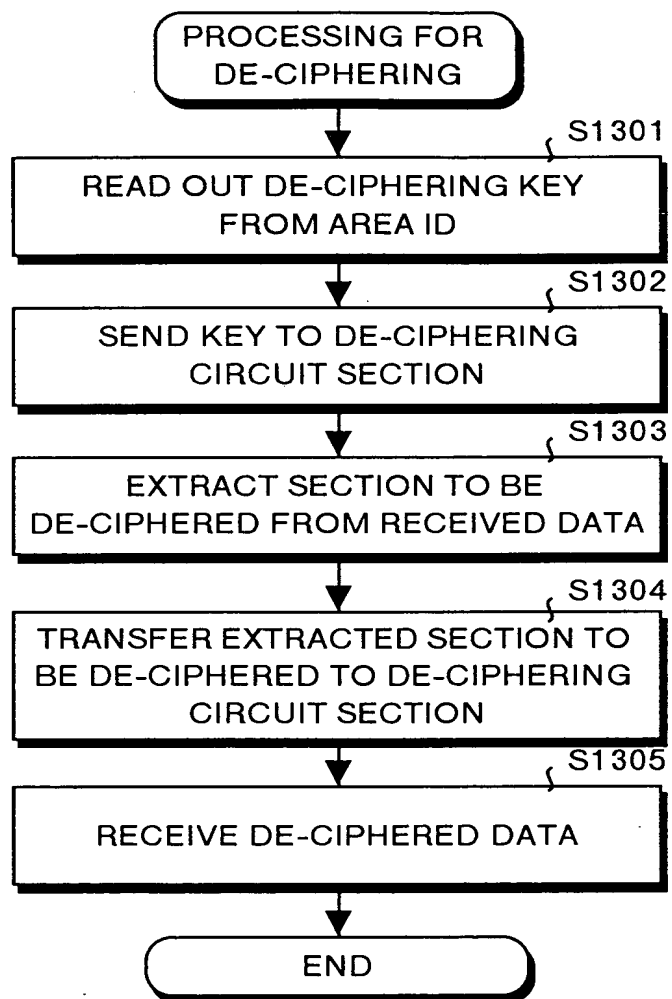 PROCESSING FOR
DE-CIPHERING
S1301
READ OUT DE-CIPHERING KEY
FROM AREA ID
S1302
SEND KEY TO DE-CIPHERING
CIRCUIT SECTION
S1303
EXTRACT SECTION TO BE
DE-CIPHERED FROM RECEIVED DATA
S1304
TRANSFER EXTRACTED SECTION TO
BE DE-CIPHERED TO DE-CIPHERING
CIRCUIT SECTION
S1305
RECEIVE DE-CIPHERED DATA
END